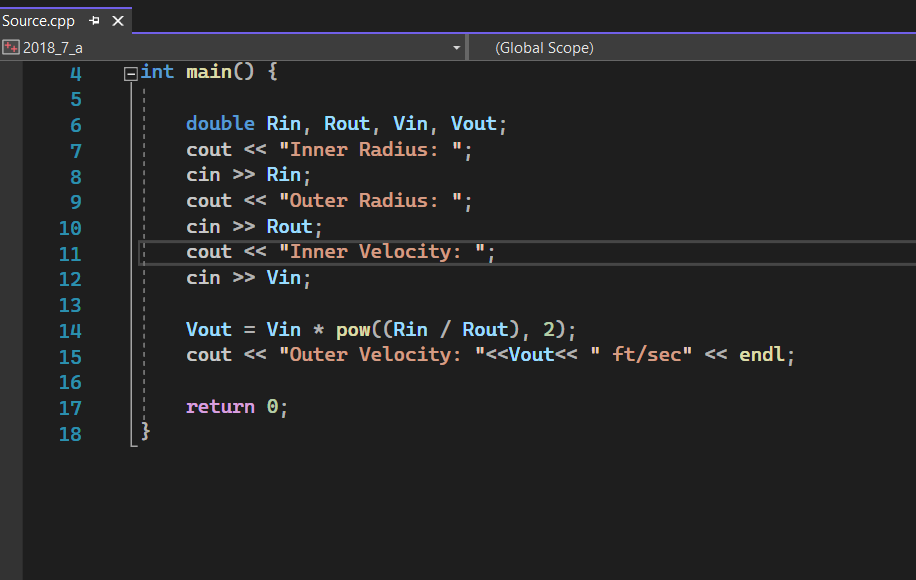 Source.cpp
2018_7_a (Global Scope)
4 int main() {
5
6 double Rin, Rout, Vin, Vout;
7 cout << "Inner Radius: ";
8 cin >> Rin;
9 cout << "Outer Radius: ";
10 cin >> Rout;
11 cout << "Inner Velocity: ";
12 cin >> Vin;
13
14 Vout = Vin * pow((Rin / Rout), 2);
15 cout << "Outer Velocity: "<<Vout<< " ft/sec" << endl;
16
17 return 0;
18 }